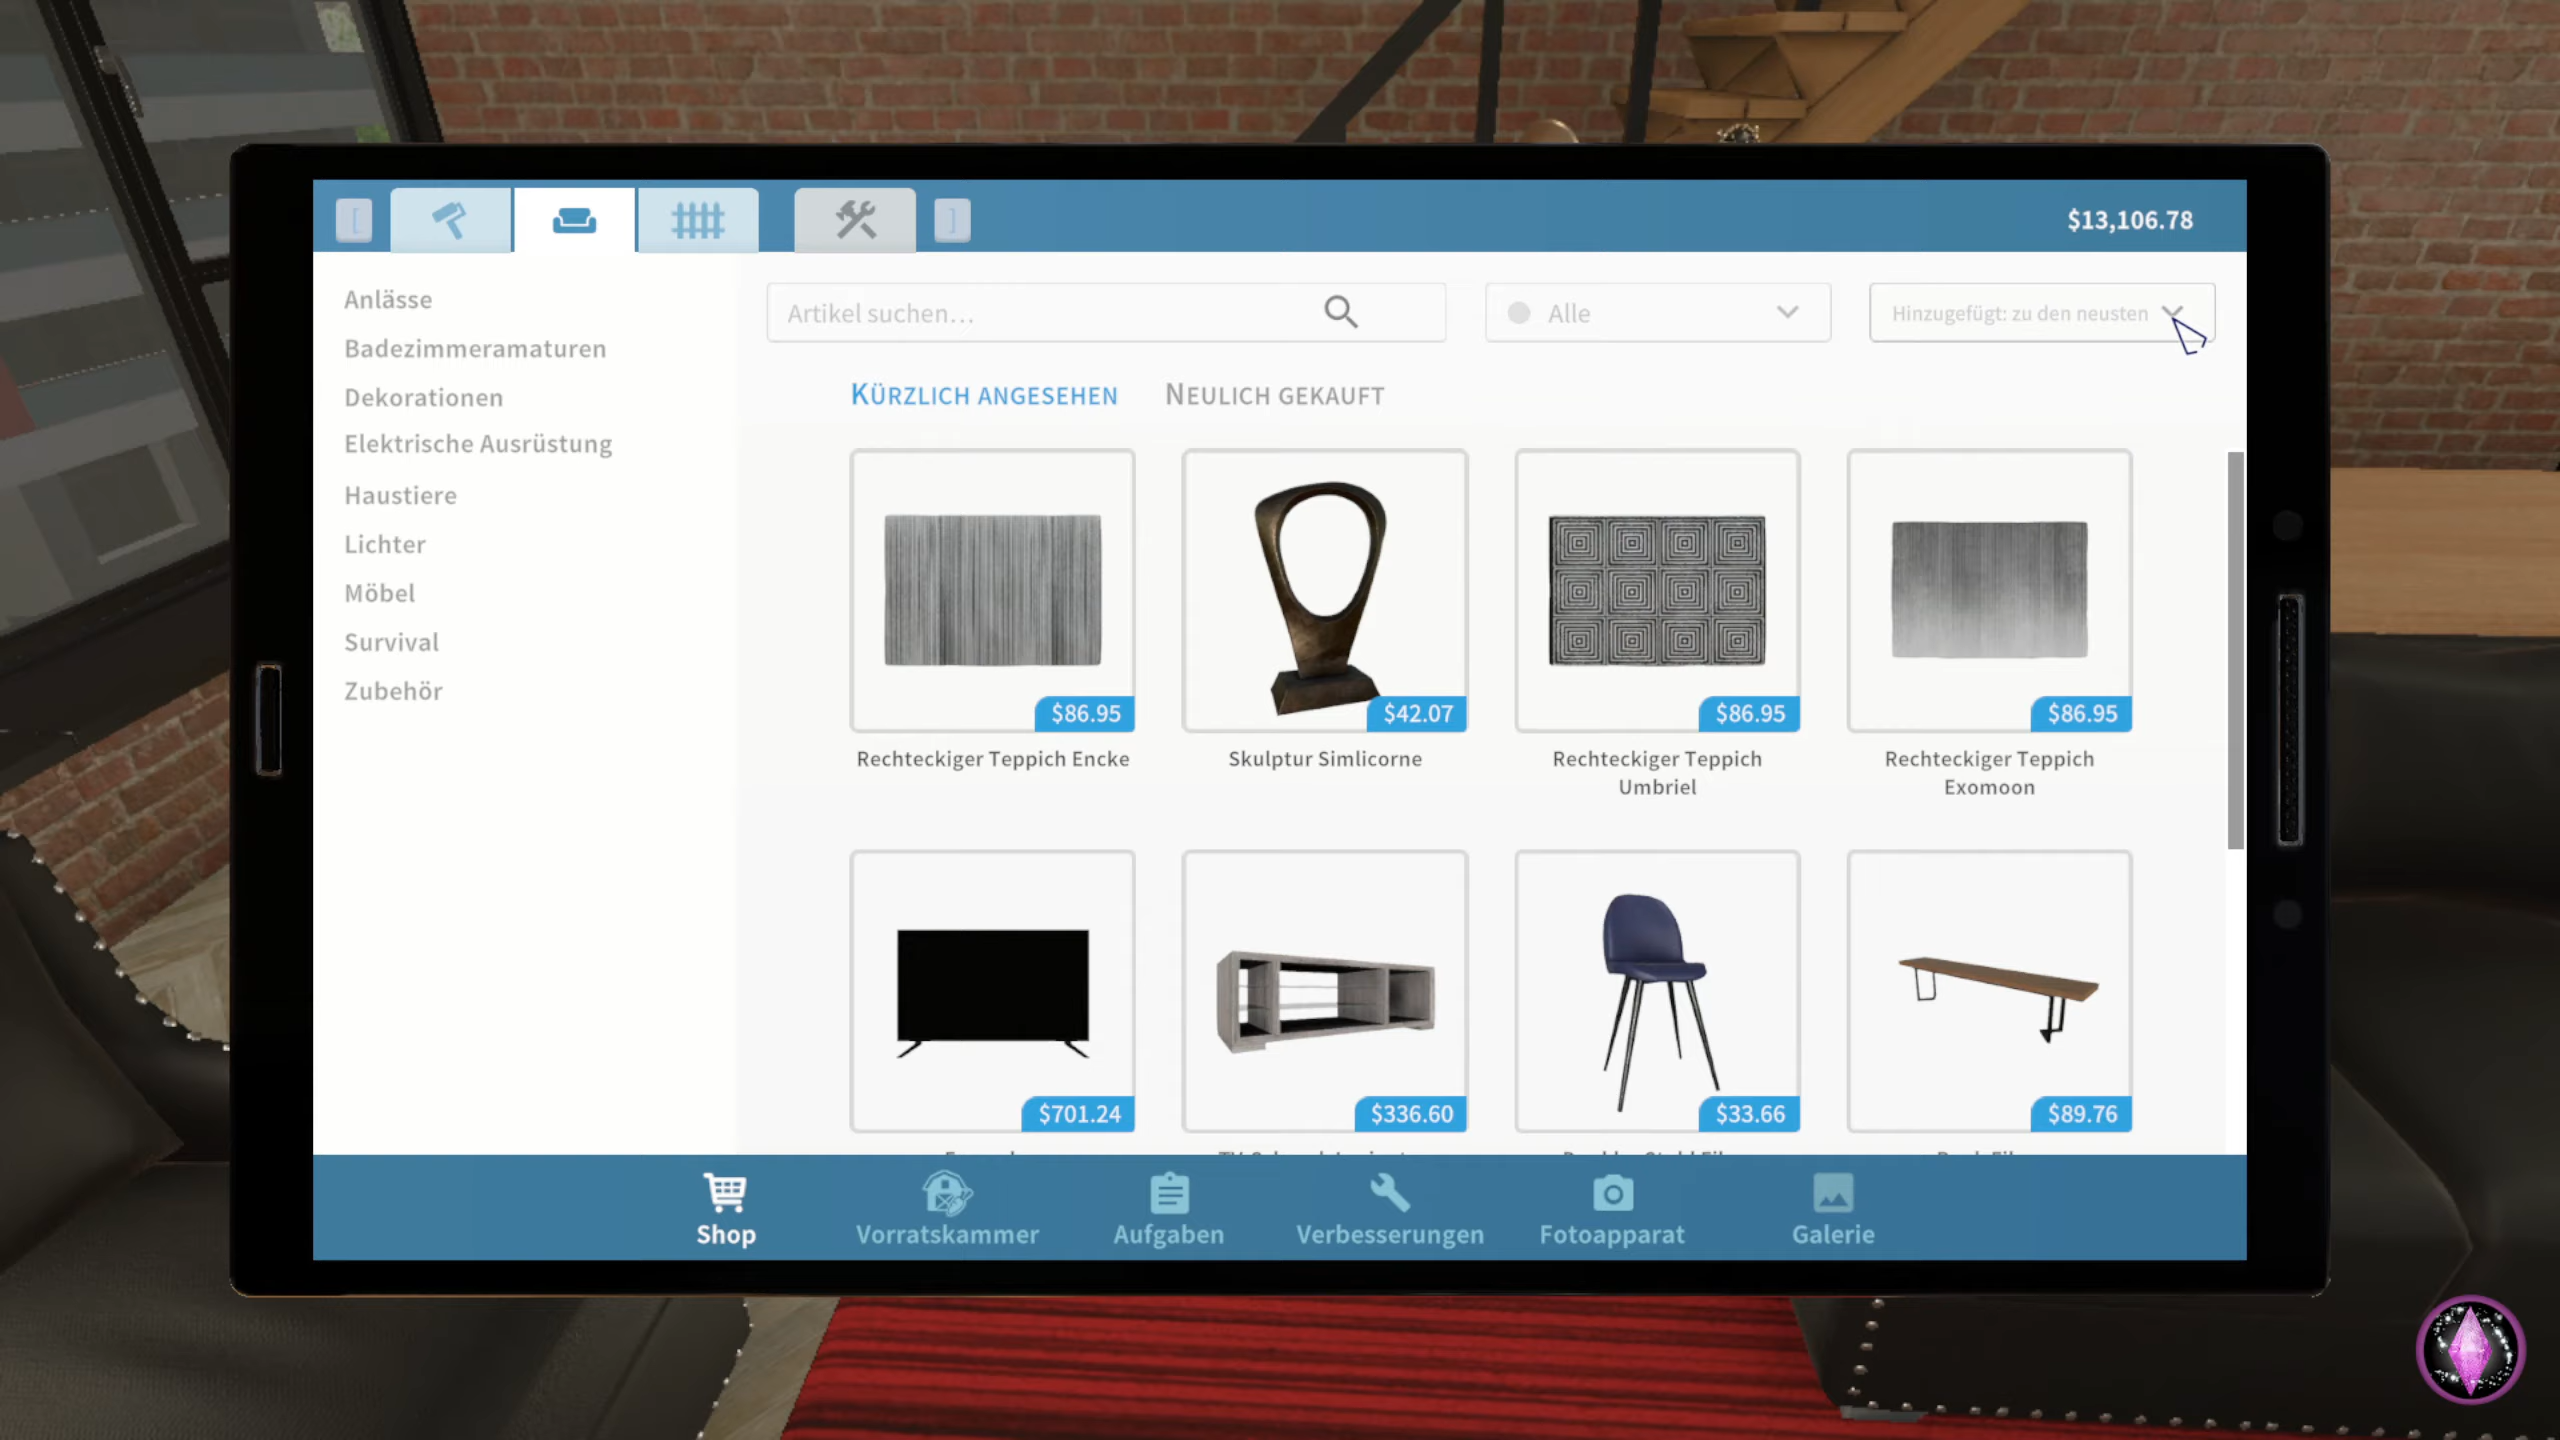 [
]
$13,106.78
Anlässe
Badezimmeramaturen
Dekorationen
Elektrische Ausrüstung
Haustiere
Lichter
Möbel
Survival
Zubehör
Artikel suchen...
Alle
Hinzugefügt: zu den neusten
KÜRZLICH ANGESEHEN
NEULICH GEKAUFT
$86.95
$42.07
$86.95
$86.95
Rechteckiger Teppich Encke
Skulptur Simlicorne
Rechteckiger Teppich
Umbriel
Rechteckiger Teppich
Exomoon
$701.24
$336.60
$33.66
$89.76
Shop
Vorratskammer
Aufgaben
Verbesserungen
Fotoapparat
Galerie